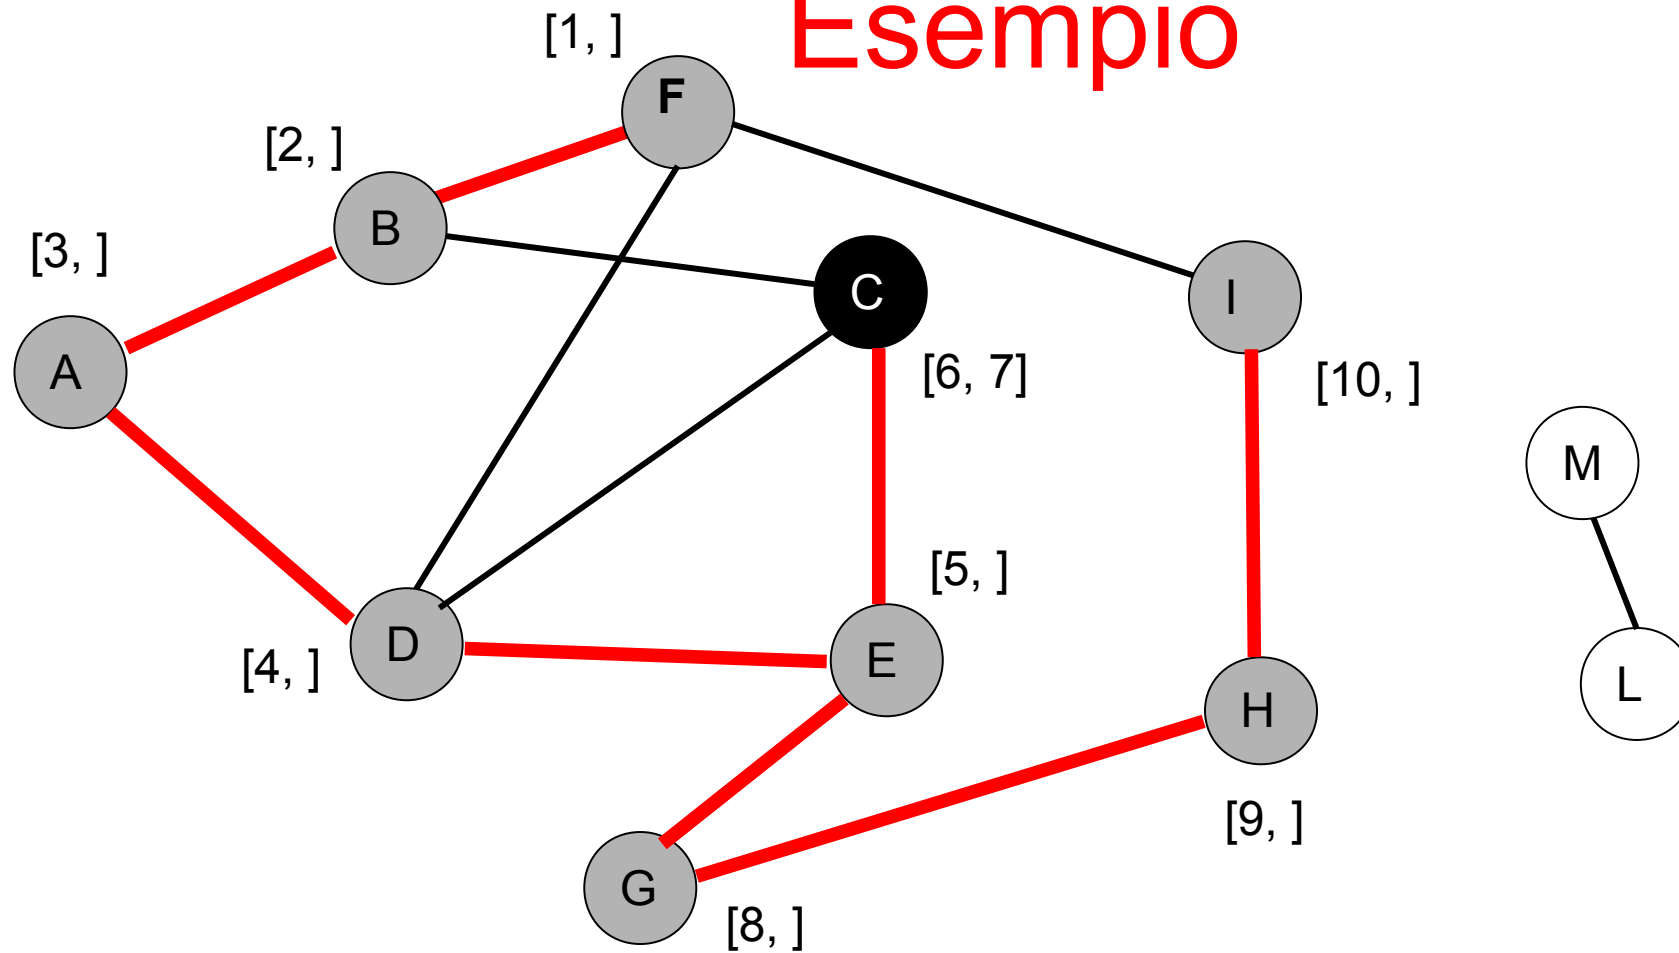 Esempio
[1, ]
F
[2, ]
B
[3, ]
A
C
[6, 7]
I
[10, ]
M
[5, ]
D
[4, ]
E
L
H
[9, ]
G
[8, ]